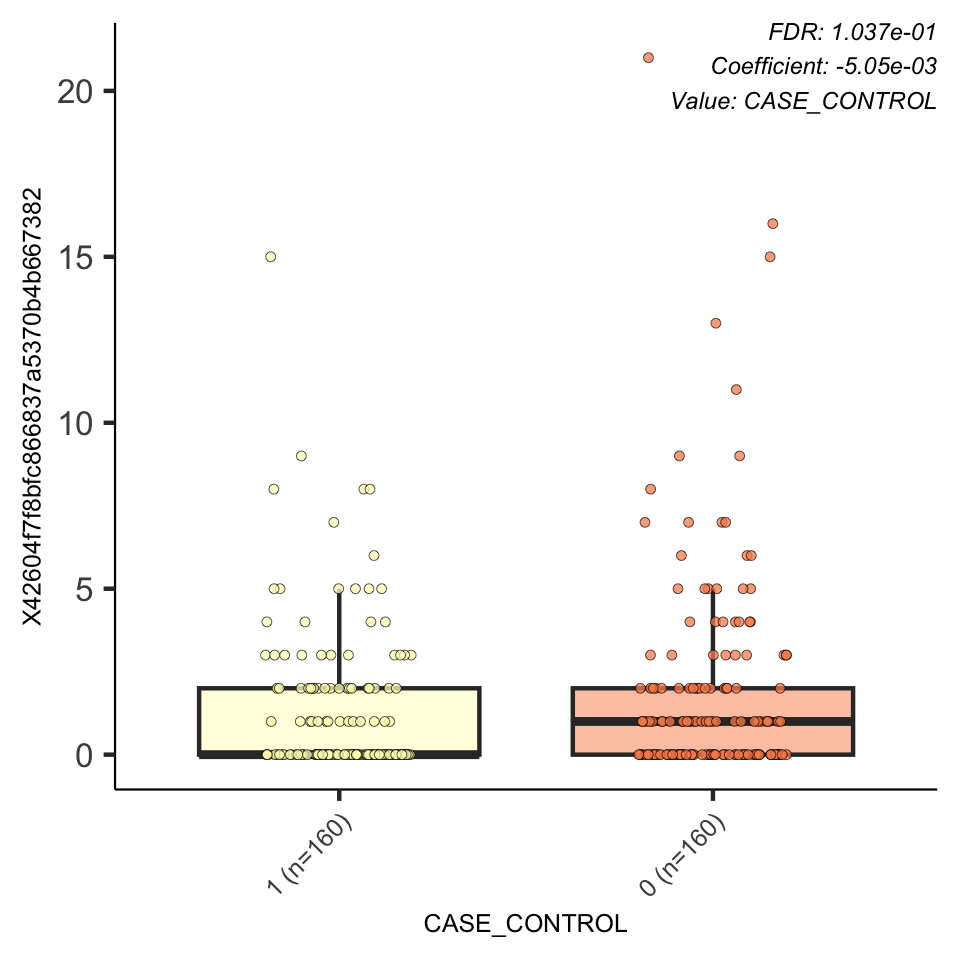 FDR: 1.037e-01
Coefficient: -5.05e-03
Value: CASE_CONTROL
X42604f7f8bfc866837a5370b4b667382
20
15
10
5
0
1 (n=160)
0 (n=160)
CASE_CONTROL